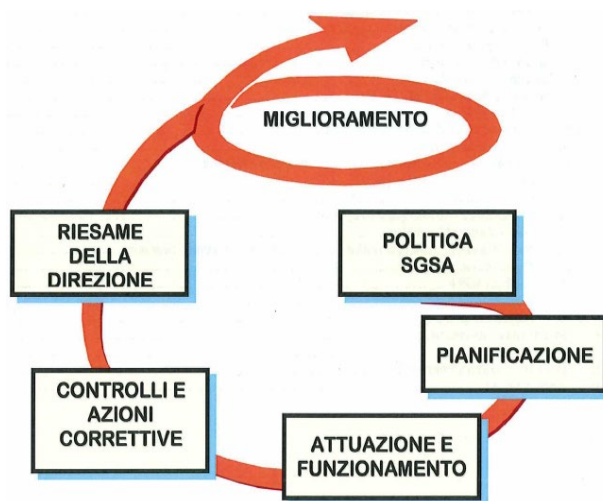 MIGLIORAMENTO
RIESAME
DELLA
DIREZIONE
POLITICA
SGSA
PIANIFICAZIONE
CONTROLLI E
AZIONI
CORRETTIVE
ATTUAZIONE E
FUNZIONAMENTO